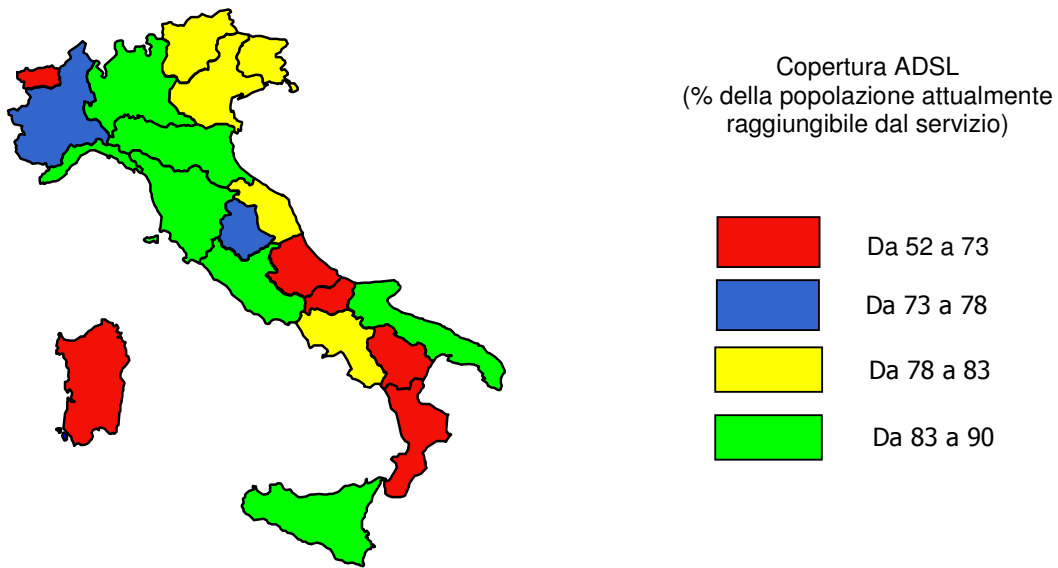 Copertura ADSL
(% della popolazione attualmente
raggiungibile dal servizio)
Da 52 a 73
Da 73 a 78
Da 78 a 83
Da 83 a 90